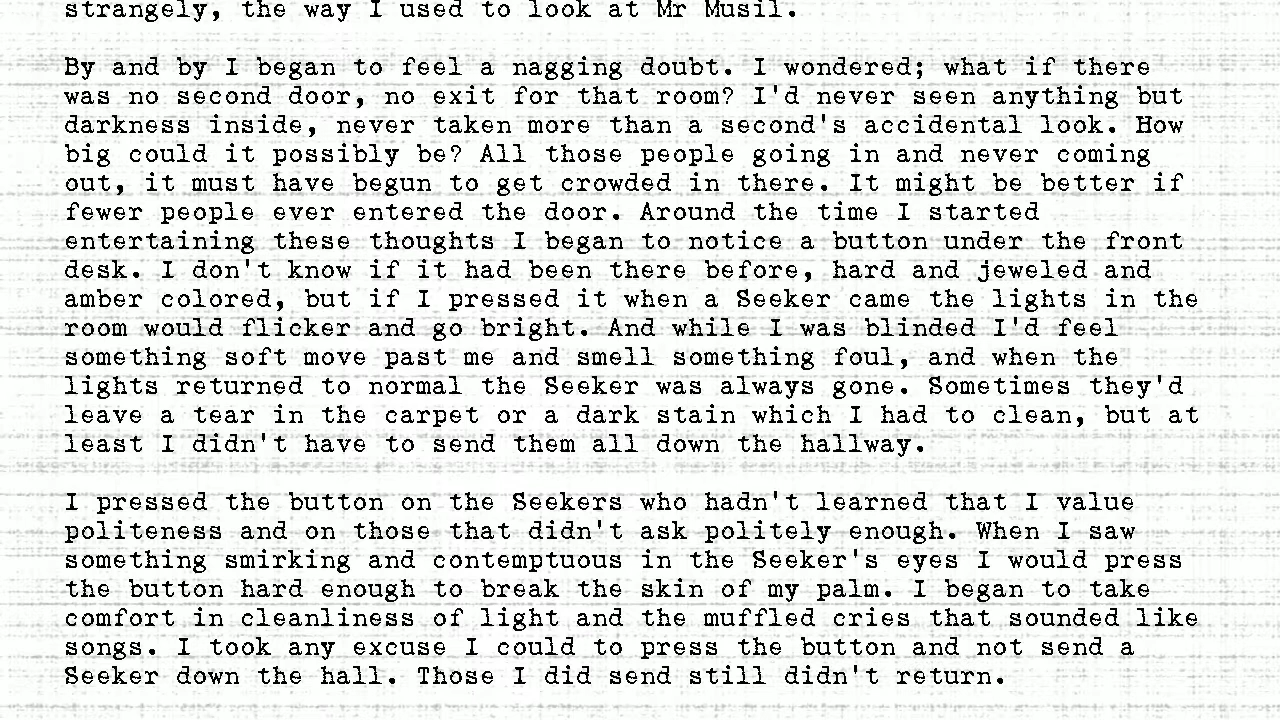 strangely, the way I used to look at Mr Musil.
By and by I began to feel a nagging doubt. I wondered; what if there
was no second door, no exit for that room? I'd never seen anything but
darkness inside, never taken more than a second's accidental look. How
big could it possibly be? All those people going in and never coming
out, it must have begun to get crowded in there. It might be better if
fewer people ever entered the door. Around the time I started
entertaining these thoughts I began to notice a button under the front
desk. I don't know if it had been there before, hard and jeweled and
amber colored, but if I pressed it when a Seeker came the lights in the
room would flicker and go bright. And while I was blinded I'd feel
something soft move past me and smell something foul, and when the
lights returned to normal the Seeker was always gone. Sometimes they'd
leave a tear in the carpet or a dark stain which I had to clean, but at
least I didn't have to send them all down the hallway.
I pressed the button on the Seekers who hadn't learned that I value
politeness and on those that didn't ask politely enough. When I saw
something smirking and contemptuous in the Seeker's eyes I would press
the button hard enough to break the skin of my palm. I began to take
comfort in cleanliness of light and the muffled cries that sounded like
songs. I took any excuse I could to press the button and not send a
Seeker down the hall. Those I did send still didn't return.